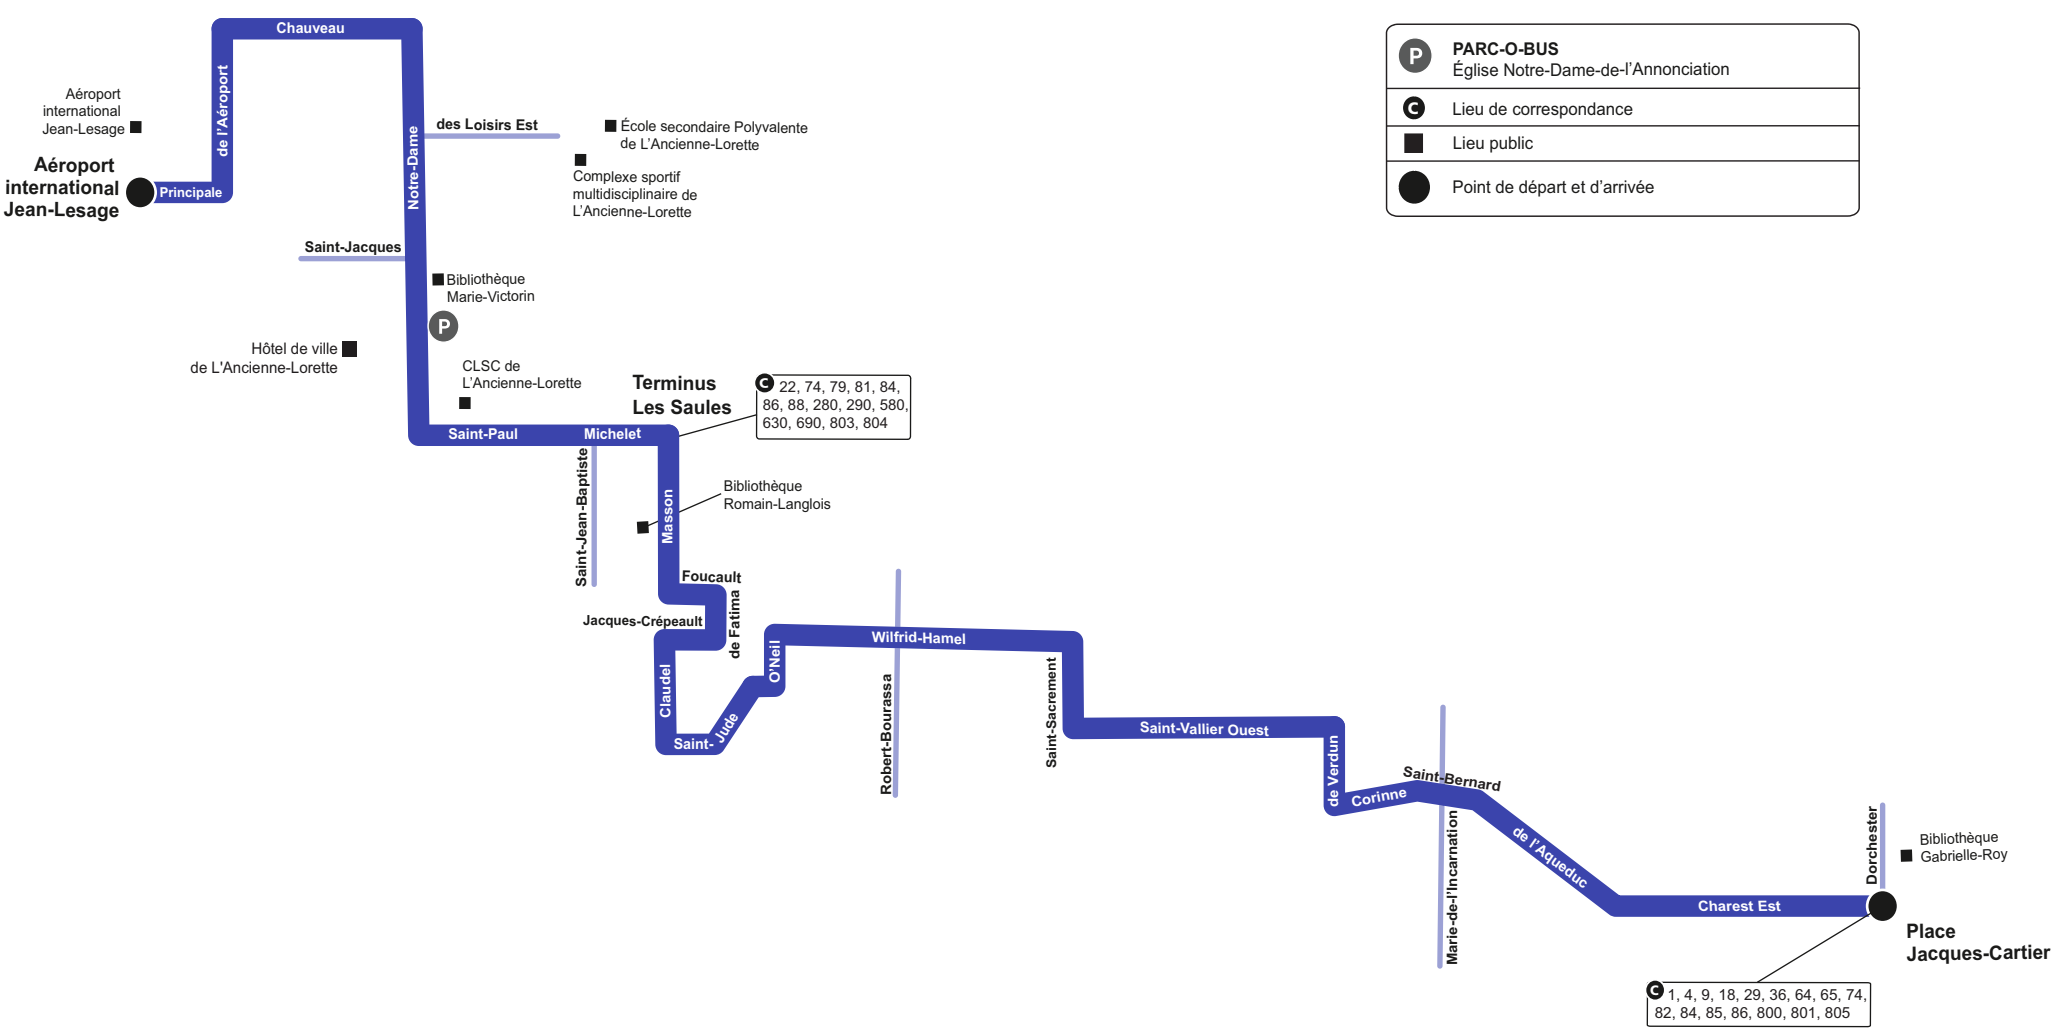 Chauveau
de l'Aéroport
Aéroport
international
Jean-Lesage
Aéroport
international
Jean-Lesage
Principale
Notre-Dame
des Loisirs Est
École secondaire Polyvalente
de L'Ancienne-Lorette
Complexe sportif
multidisciplinaire de
L'Ancienne-Lorette
P
PARC-O-BUS
Église Notre-Dame-de-l'Annonciation
C
Lieu de correspondance
Lieu public
Point de départ et d'arrivée
Saint-Jacques
Bibliothèque
Marie-Victorin
P
Hôtel de ville
de L'Ancienne-Lorette
CLSC de
L'Ancienne-Lorette
Terminus
Les Saules
C 22, 74, 79, 81, 84,
86, 88, 280, 290, 580,
630, 690, 803, 804
Saint-Paul
Michelet
Saint-Jean-Baptiste
Masson
Bibliothèque
Romain-Langlois
Foucault
de Fatima
Jacques-Crépeault
Claudel
Saint-Jude
O'Neil
Wilfrid-Hamel
Robert-Bourassa
Saint-Sacrement
Saint-Vallier Ouest
de Verdun
Corinne
Saint-Bernard
Marie-de-l'Incarnation
de l'Aqueduc
Charest Est
Dorchester
Bibliothèque
Gabrielle-Roy
Place
Jacques-Cartier
C 1, 4, 9, 18, 29, 36, 64, 65, 74,
82, 84, 85, 86, 800, 801, 805